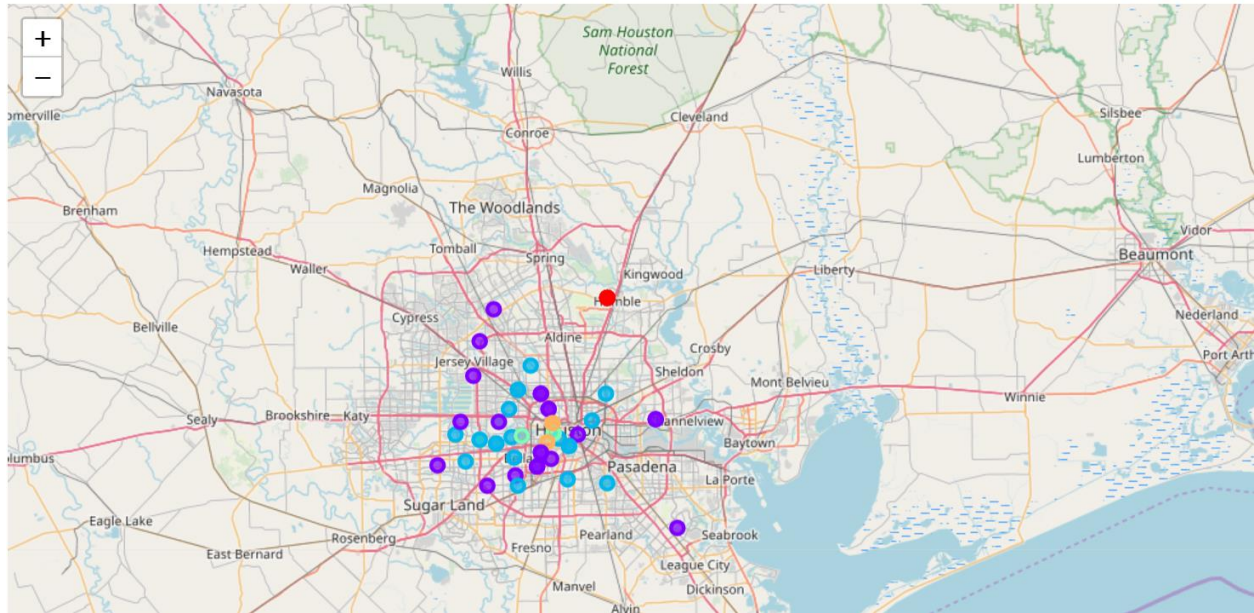 +
−
Sam Houston
National
Forest
Willis
Navasota
omerville
Cleveland
Silsbee
Conroe
Lumberton
Magnolia
The Woodlands
Brenham
Vidor
Hempstead
Tomball
Beaumont
Spring
Waller
Kingwood
Liberty
Humble
Nederland
Cypress
Bellville
Aldine
Crosby
Port Arth
Jersey Village
Sheldon
Mont Belvieu
Winnie
Sealy
Brookshire
Katy
Channelview
Houston
Baytown
olumbus
Pasadena
La Porte
Sugar Land
Eagle Lake
Rosenberg
Pearland
Seabrook
East Bernard
Fresno
League City
Manvel
Dickinson
Alvin